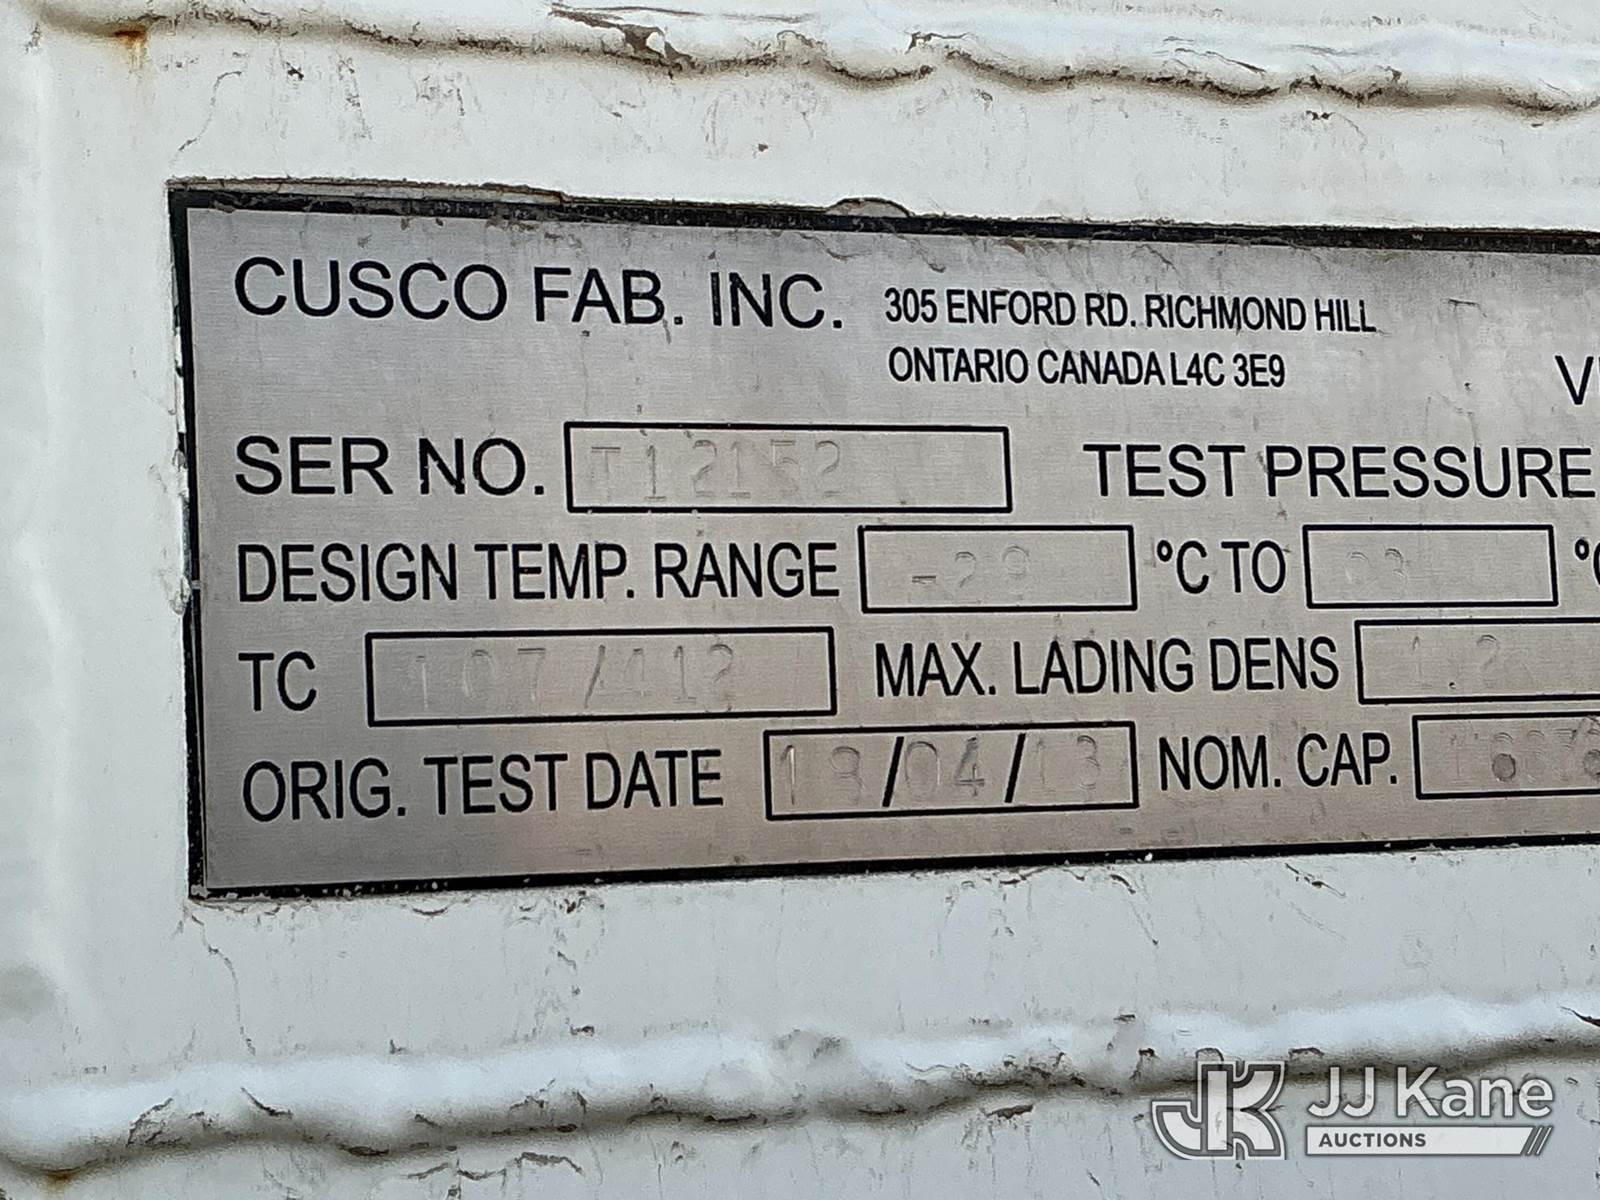 CUSCO FAB. INC. 305 ENFORD RD. RICHMOND HILL
ONTARIO CANADA L4C 3E9
SER NO. T12152 TEST PRESSURE
DESIGN TEMP. RANGE -29 °C TO
TC 107/412 MAX. LADING DENS 1.2
ORIG. TEST DATE /04/13 NOM. CAP.
JJ Kane
AUCTIONS